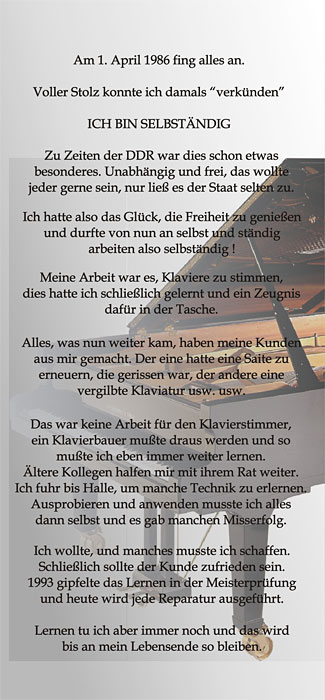 Am 1. April 1986 fing alles an.
Voller Stolz konnte ich damals “verkünden”
ICH BIN SELBSTÄNDIG
Zu Zeiten der DDR war dies schon etwas
besonderes. Unabhängig und frei, das wollte
jeder gerne sein, nur ließ es der Staat selten zu.
Ich hatte also das Glück, die Freiheit zu genießen
und durfte von nun an selbst und ständig
arbeiten also selbständig !
Meine Arbeit war es, Klaviere zu stimmen,
dies hatte ich schließlich gelernt und ein Zeugnis
dafür in der Tasche.
Alles, was nun weiter kam, haben meine Kunden
aus mir gemacht. Der eine hatte eine Saite zu
erneuern, die gerissen war, der andere eine
vergilbte Klaviatur usw. usw.
Das war keine Arbeit für den Klavierstimmer,
ein Klavierbauer mußte draus werden und so
mußte ich eben immer weiter lernen.
Ältere Kollegen halfen mir mit ihrem Rat weiter.
Ich fuhr bis Halle, um manche Technik zu erlernen.
Ausprobieren und anwenden musste ich alles
dann selbst und es gab manchen Misserfolg.
Ich wollte, und manches musste ich schaffen.
Schließlich sollte der Kunde zufrieden sein.
1993 gipfelte das Lernen in der Meisterprüfung
und heute wird jede Reparatur ausgeführt.
Lernen tu ich aber immer noch und das wird
bis an mein Lebensende so bleiben.